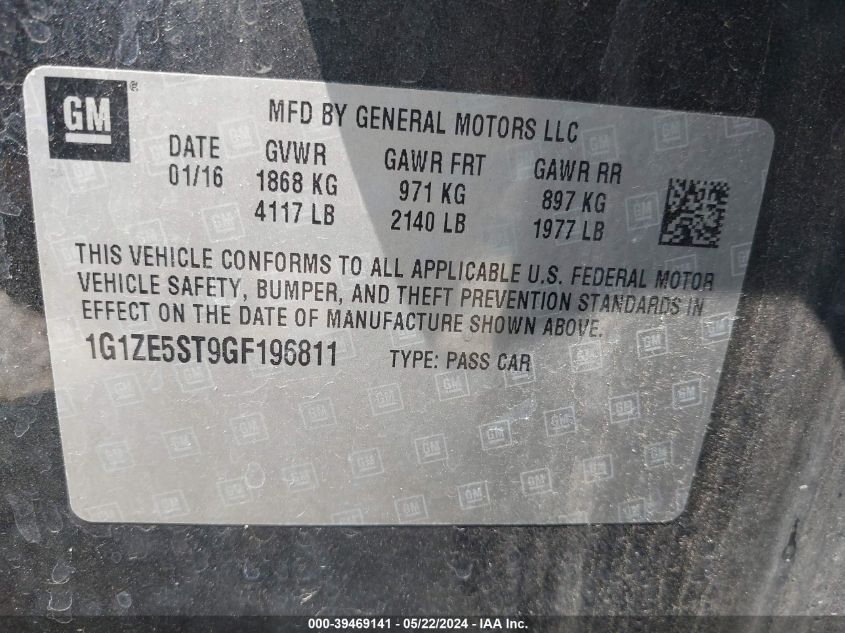 GM ®
MFD BY GENERAL MOTORS LLC
DATE GVWR GAWR FRT GAWR RR
01/16 1868 KG 971 KG 897 KG
4117 LB 2140 LB 1977 LB
THIS VEHICLE CONFORMS TO ALL APPLICABLE U.S. FEDERAL MOTOR
VEHICLE SAFETY, BUMPER, AND THEFT PREVENTION STANDARDS IN
EFFECT ON THE DATE OF MANUFACTURE SHOWN ABOVE.
1G1ZE5ST9GF196811 TYPE: PASS CAR
000-39469141 - 05/22/2024 - IAA Inc.